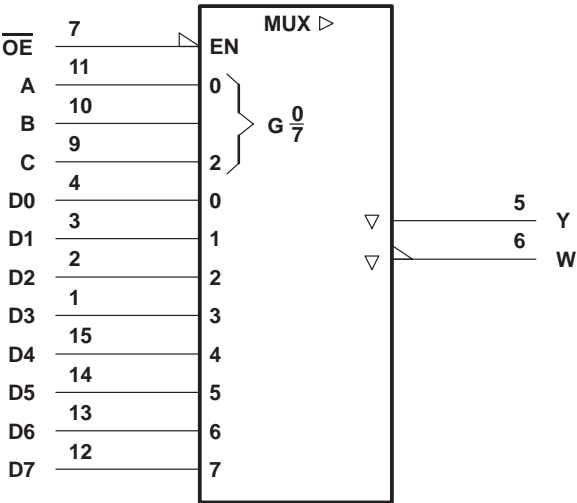 MUX ▷
O̅E̅ 7 EN
A 11 0
B 10 G 0/7
C 9 2
D0 4 0
D1 3 1
D2 2 2
D3 1 3
D4 15 4
D5 14 5
D6 13 6
D7 12 7
▽ 5 Y
▽ 6 W